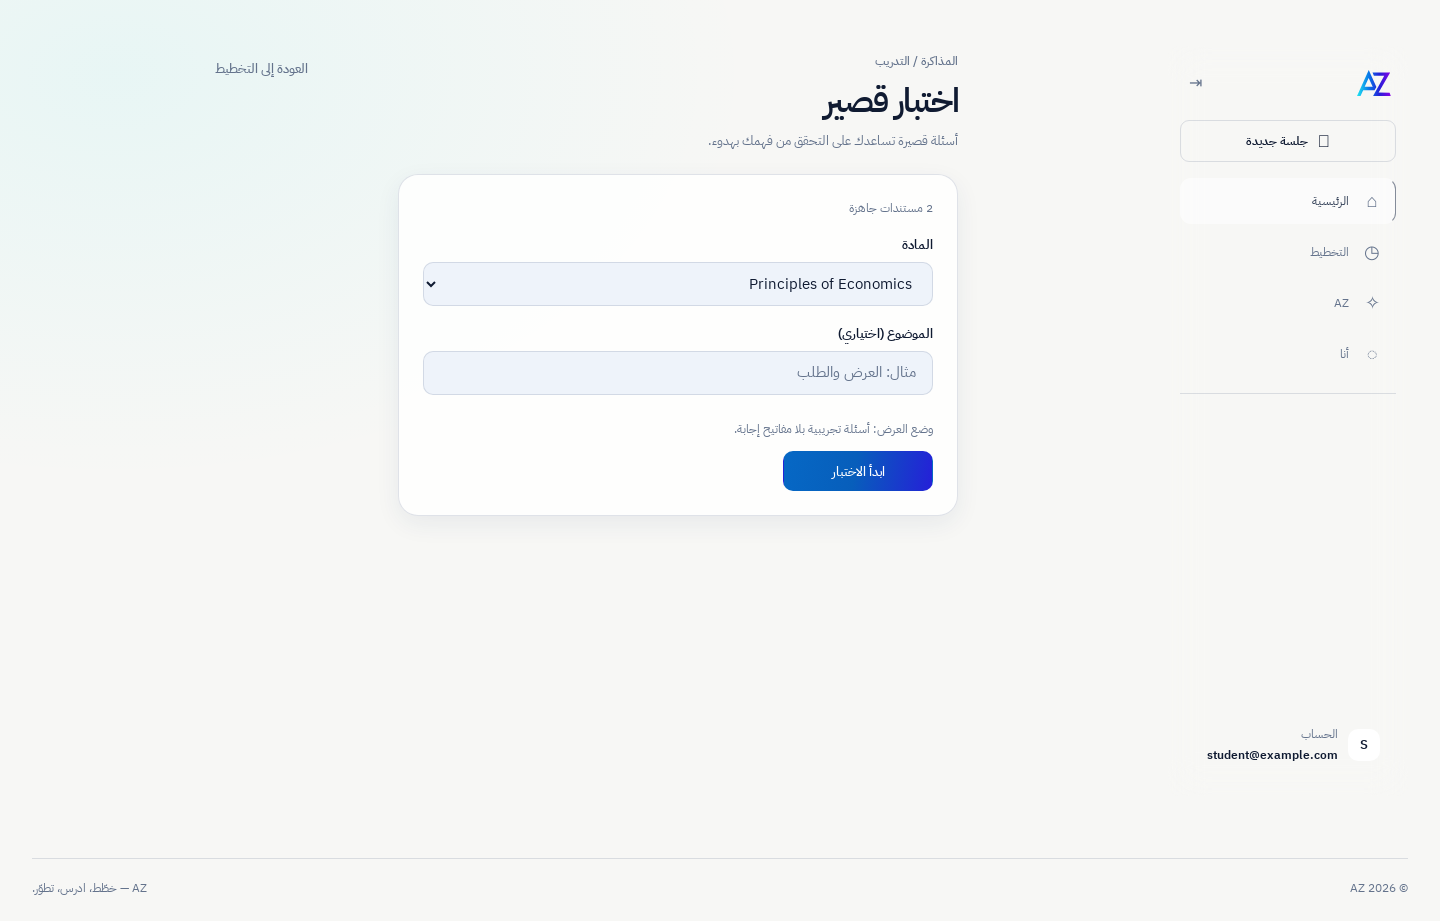 AZ
جلسة جديدة
الرئيسية
التخطيط
AZ
أنا
الحساب
S
student@example.com
المذاكرة / التدريب
العودة إلى التخطيط
اختبار قصير
أسئلة قصيرة تساعدك على التحقق من فهمك بهدوء.
2 مستندات جاهزة
المادة
Principles of Economics
الموضوع (اختياري)
مثال: العرض والطلب
وضع العرض: أسئلة تجريبية بلا مفاتيح إجابة.
ابدأ الاختبار
© 2026 AZ
AZ — خطّط، ادرس، تطوّر.